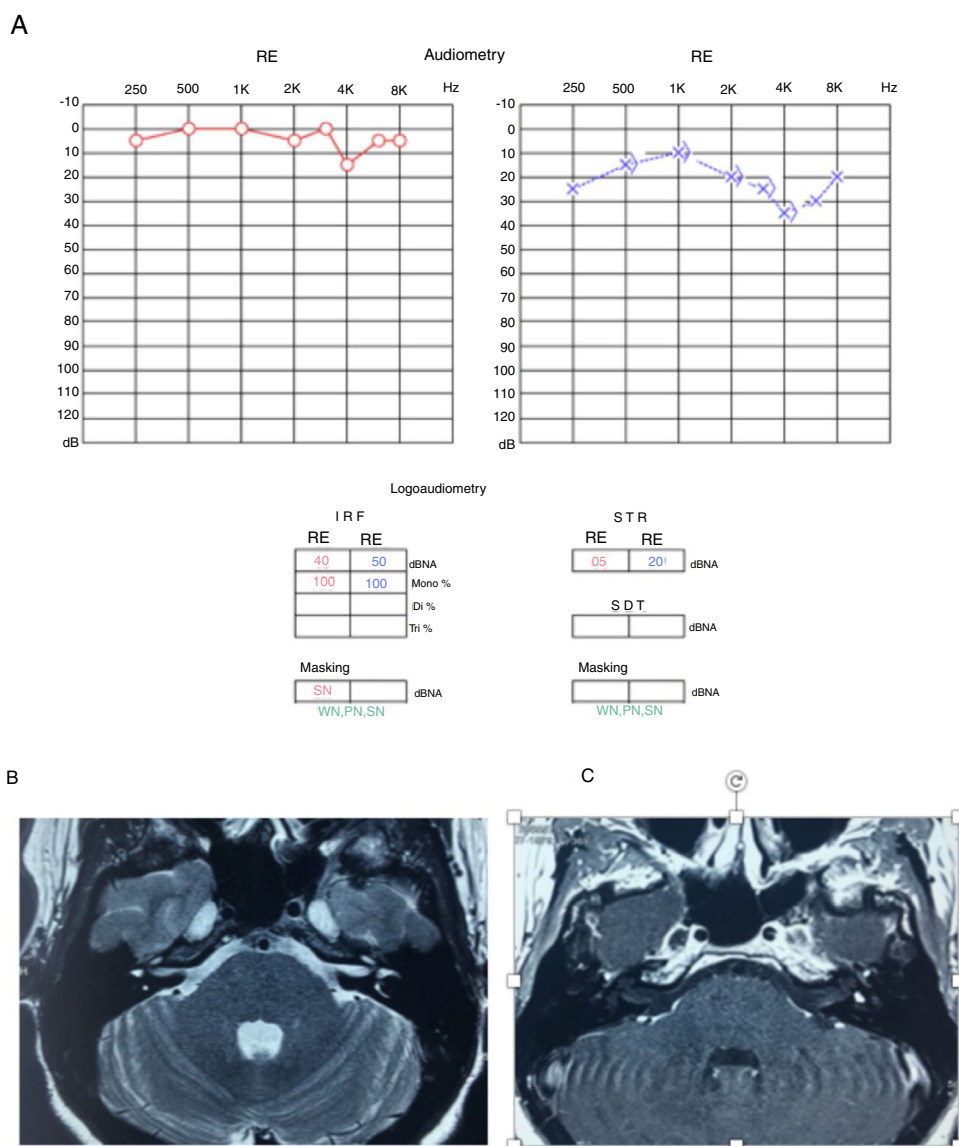 A
RE Audiometry RE
250 500 1K 2K 4K 8K Hz 250 500 1K 2K 4K 8K Hz
-10 -10
0 0
10 10
20 20
30 30
40 40
50 50
60 60
70 70
80 80
90 90
100 100
110 110
120 120
dB dB
Logoaudiometry
I R F S T R
RE RE RE RE
40 50 dBNA 05 20 dBNA
100 100 Mono %
Di % S D T
Tri % dBNA
Masking Masking
SN dBNA dBNA
WN,PN,SN WN,PN,SN
B C